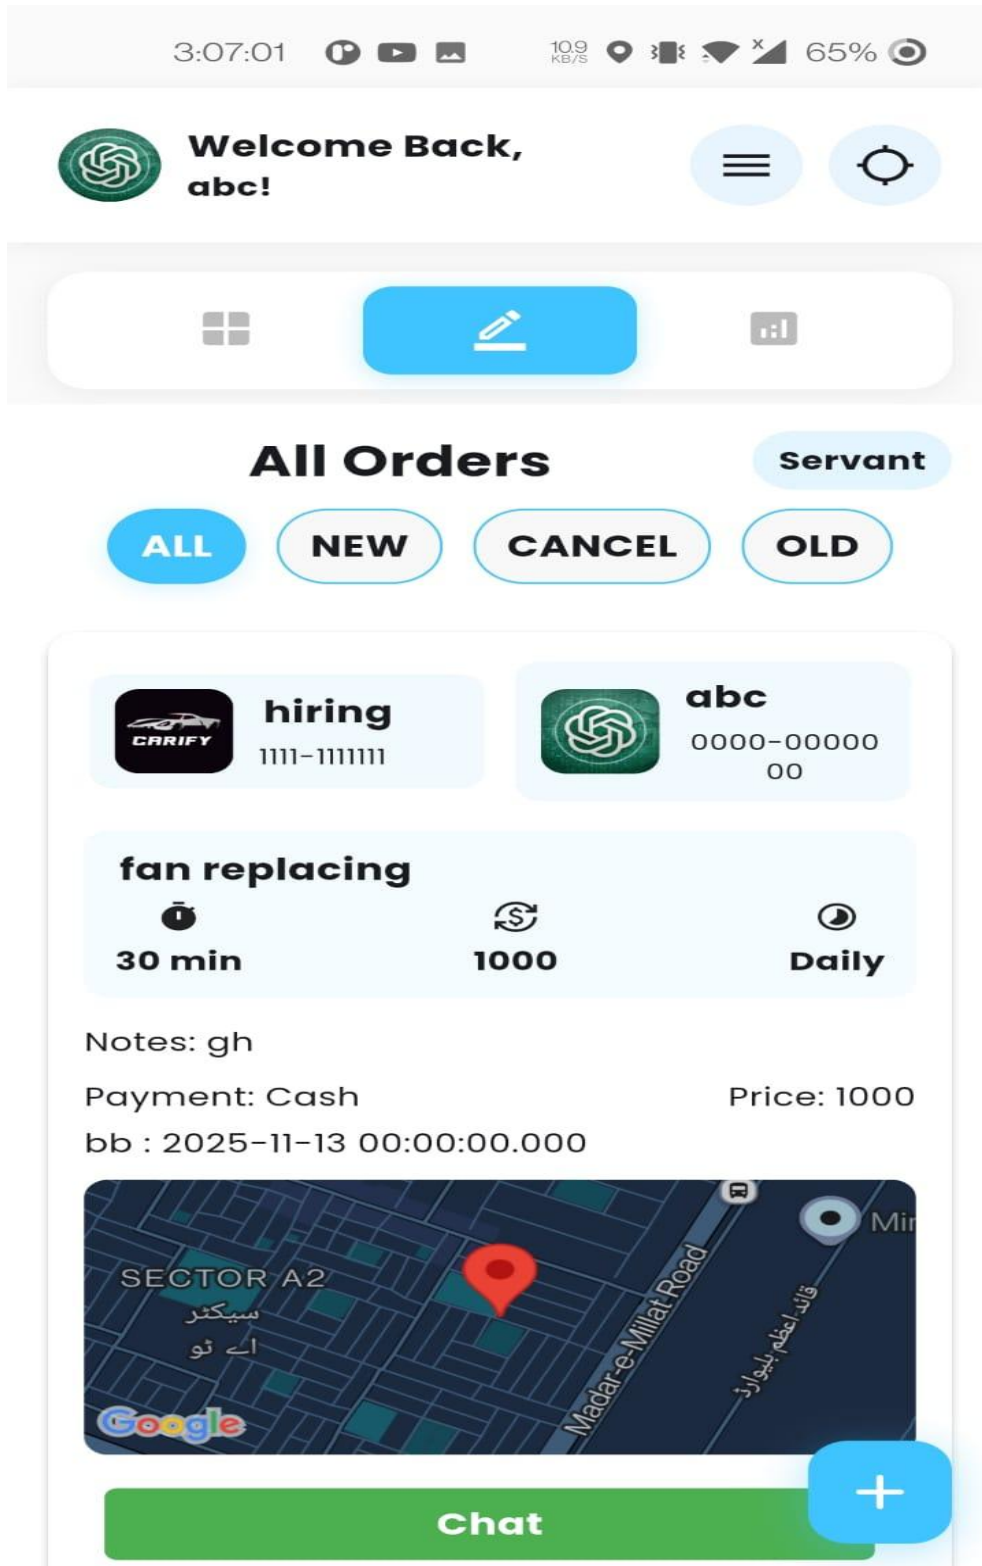 3:07:01
10.9 KB/S
65%
Welcome Back,
abc!
All Orders
Servant
ALL
NEW
CANCEL
OLD
CARIFY
hiring
1111-1111111
abc
0000-00000
00
fan replacing
30 min
1000
Daily
Notes: gh
Payment: Cash
Price: 1000
bb : 2025-11-13 00:00:00.000
Mir
SECTOR A2
سیکٹر
اے ٹو
Madar-e-Millat Road
قائد اعظم بلیوارڈ
Google
Chat